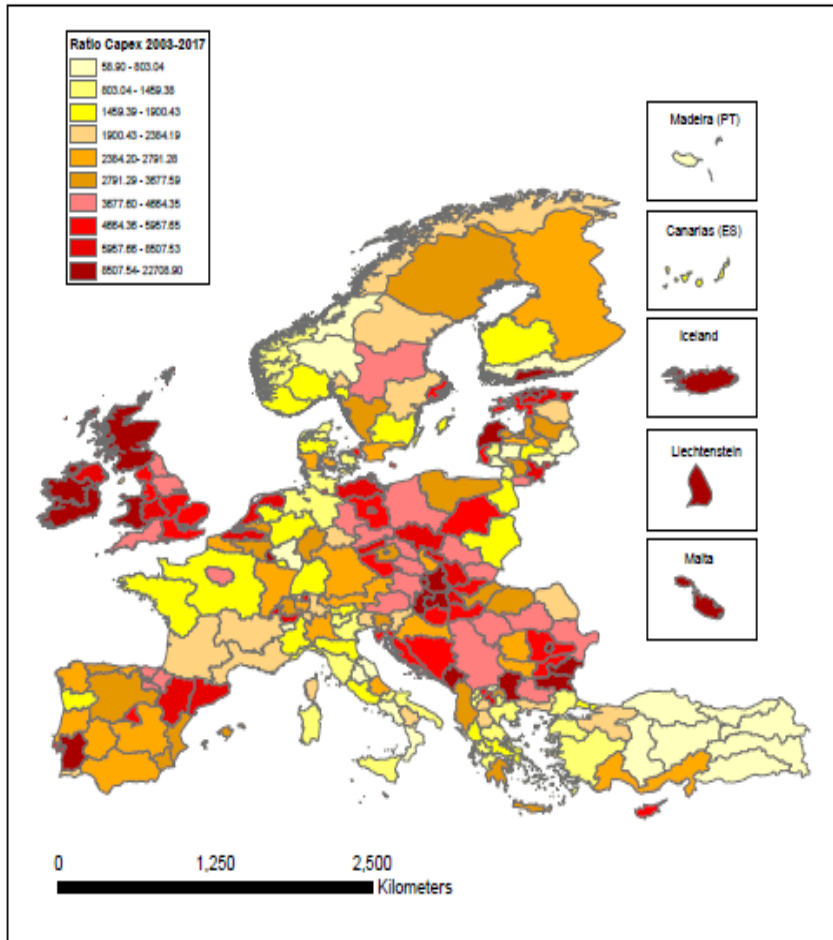 Ratio Capex 2003-2017
58.90 - 803.04
803.04 - 1459.38
1459.39 - 1900.43
1900.43 - 2384.19
2384.20 - 2791.28
2791.29 - 3677.59
3677.60 - 4664.35
4664.36 - 5957.65
5957.66 - 8507.53
8507.54- 22708.90
Madeira (PT)
Canarias (ES)
Iceland
Liechtenstein
Malta
0 1,250 2,500
Kilometers